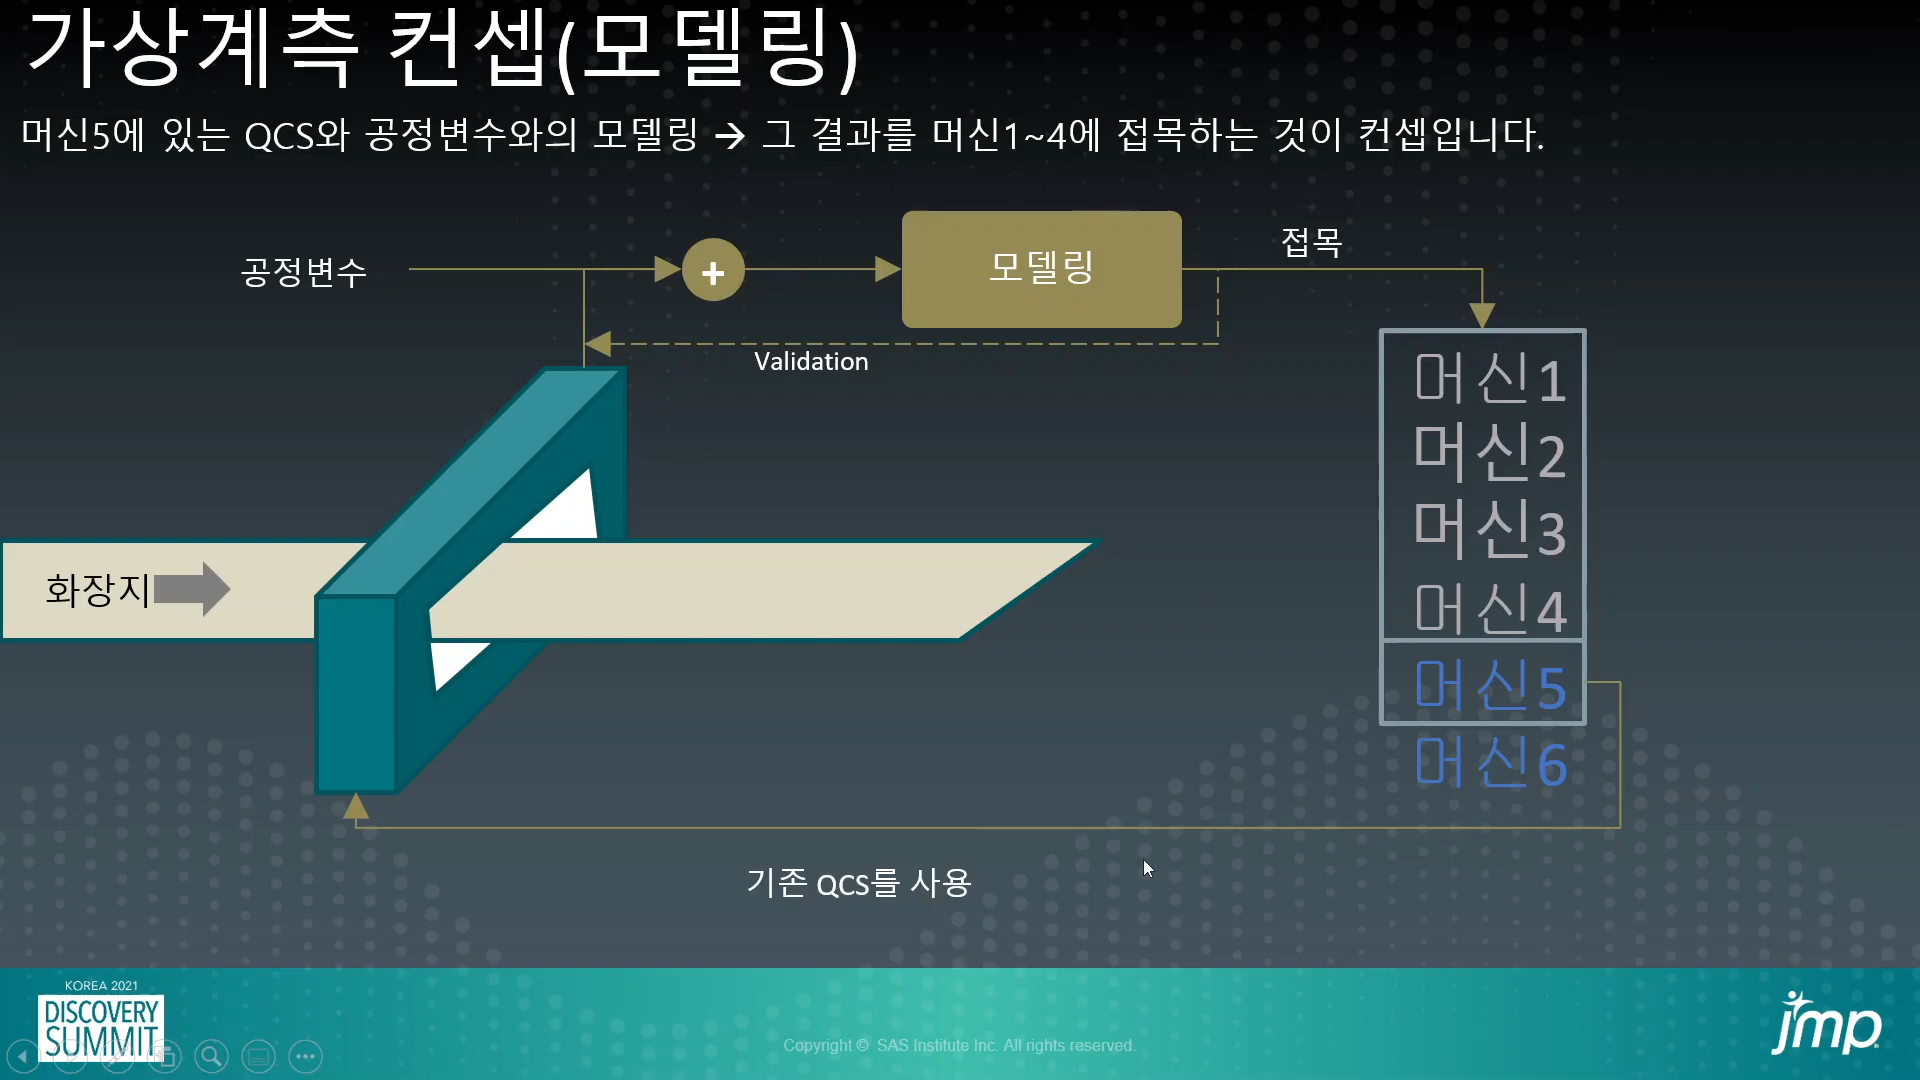 가상계측 컨셉(모델링)
머신5에 있는 QCS와 공정변수와의 모델링 → 그 결과를 머신1~4에 접목하는 것이 컨셉입니다.
공정변수
+
모델링
접목
Validation
머신1
머신2
머신3
머신4
머신5
머신6
화장지
기존 QCS를 사용
KOREA 2021
DISCOVERY
SUMMIT
Copyright © SAS Institute Inc. All rights reserved.
jmp